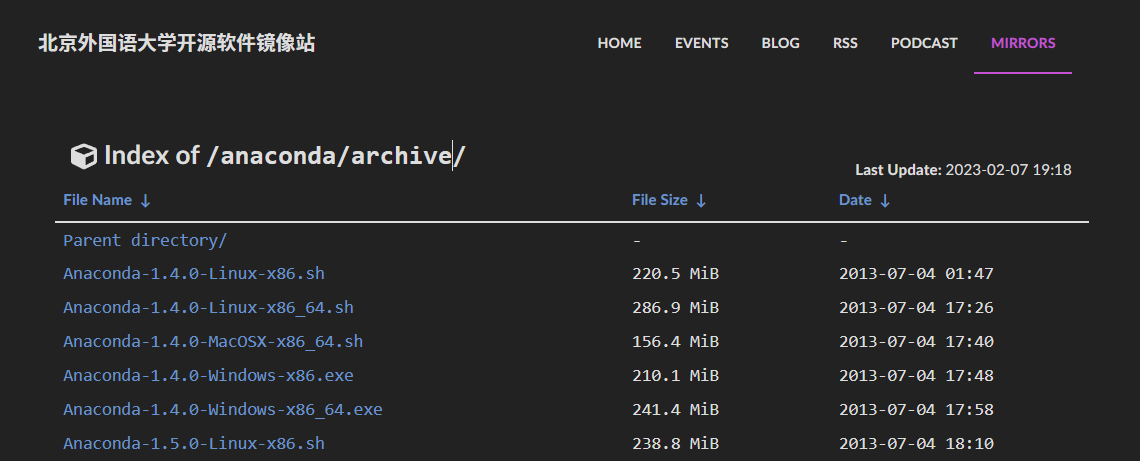 北京外国语大学开源软件镜像站 HOME EVENTS BLOG RSS PODCAST MIRRORS
Index of /anaconda/archive/
Last Update: 2023-02-07 19:18
File Name ↓ File Size ↓ Date ↓
Parent directory/ - -
Anaconda-1.4.0-Linux-x86.sh 220.5 MiB 2013-07-04 01:47
Anaconda-1.4.0-Linux-x86_64.sh 286.9 MiB 2013-07-04 17:26
Anaconda-1.4.0-MacOSX-x86_64.sh 156.4 MiB 2013-07-04 17:40
Anaconda-1.4.0-Windows-x86.exe 210.1 MiB 2013-07-04 17:48
Anaconda-1.4.0-Windows-x86_64.exe 241.4 MiB 2013-07-04 17:58
Anaconda-1.5.0-Linux-x86.sh 238.8 MiB 2013-07-04 18:10